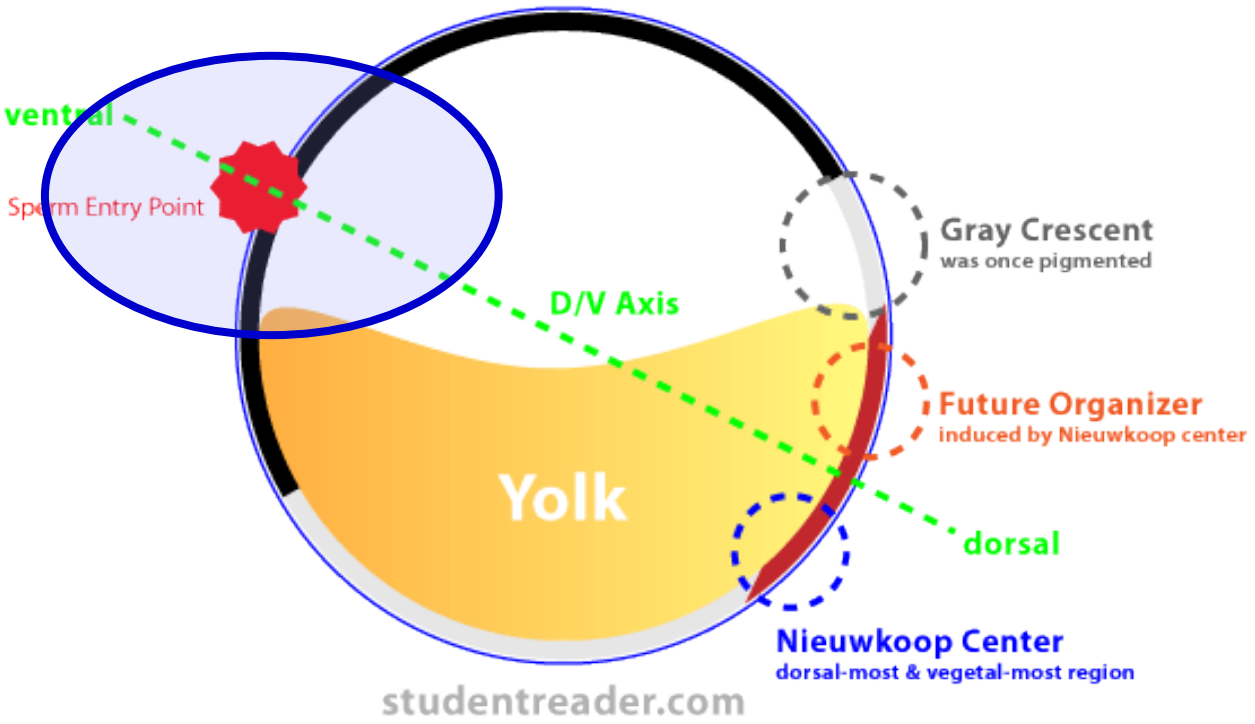 ventral
Sperm Entry Point
Gray Crescent
was once pigmented
D/V Axis
Future Organizer
induced by Nieuwkoop center
Yolk
dorsal
Nieuwkoop Center
dorsal-most & vegetal-most region
studentreader.com